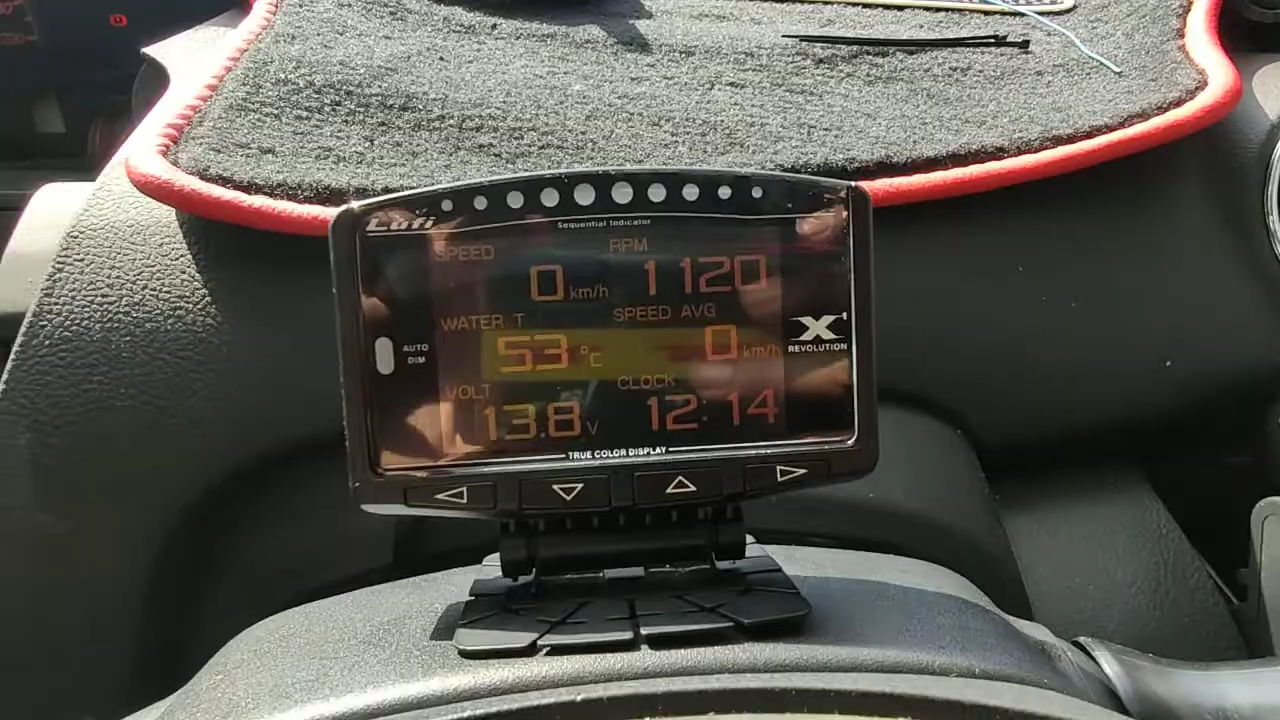 Lufi
Sequential Indicator
SPEED
RPM
0 km/h
1120
WATER T
SPEED AVG
53 °C
0 km/h
VOLT
CLOCK
13.8 V
12:14
AUTO
DIM
X1
REVOLUTION
TRUE COLOR DISPLAY